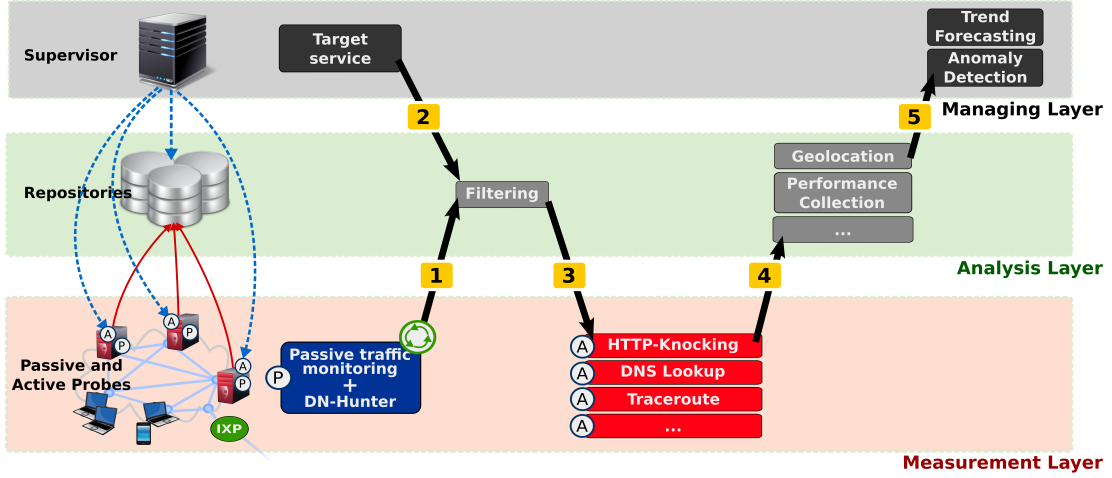 Supervisor
Target
service
Trend
Forecasting
Anomaly
Detection
2
5
Managing Layer
Repositories
Filtering
Geolocation
Performance
Collection
...
1
3
4
Analysis Layer
Passive and
Active Probes
A
P
A
P
A
P
IXP
P
Passive traffic
monitoring
+
DN-Hunter
A
HTTP-Knocking
A
DNS Lookup
A
Traceroute
A
...
Measurement Layer